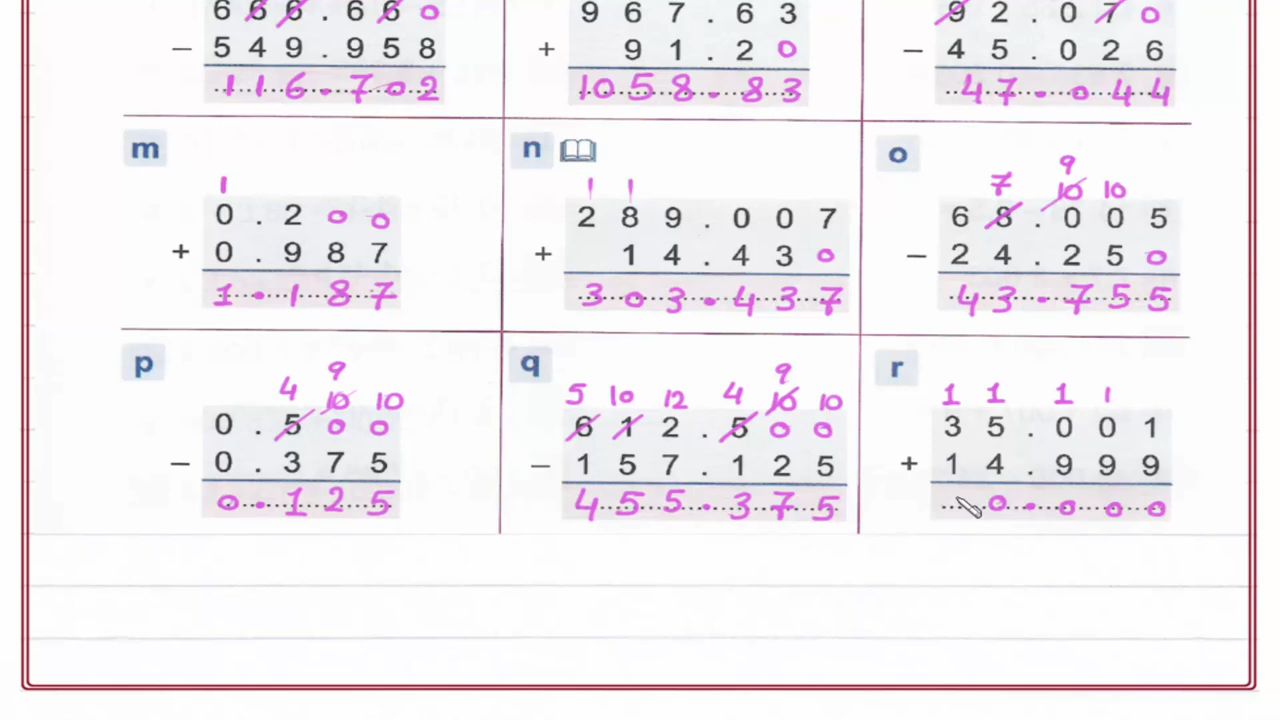 6 6 6 . 6 6 0
9 6 7 . 6 3
9 2 . 0 7 0
− 5 4 9 . 9 5 8
+ 9 1 . 2 0
− 4 5 . 0 2 6
1 1 6 . 7 0 2
1 0 5 8 . 8 3
4 7 . 0 4 4
m
1
0 . 2 0 0
+ 0 . 9 8 7
1 . 1 8 7
n
1 1
2 8 9 . 0 0 7
+ 1 4 . 4 3 0
3 0 3 . 4 3 7
o
9
7 10 10
6 8 . 0 0 5
− 2 4 . 2 5 0
4 3 . 7 5 5
p
9
4 10 10
0 . 5 0 0
− 0 . 3 7 5
0 . 1 2 5
q
9
5 10 12 4 10 10
6 1 2 . 5 0 0
− 1 5 7 . 1 2 5
4 5 5 . 3 7 5
r
1 1 1 1
3 5 . 0 0 1
+ 1 4 . 9 9 9
0 . 0 0 0